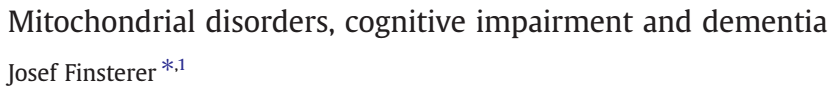 Mitochondrial disorders, cognitive impairment and dementia
Josef Finsterer *,1